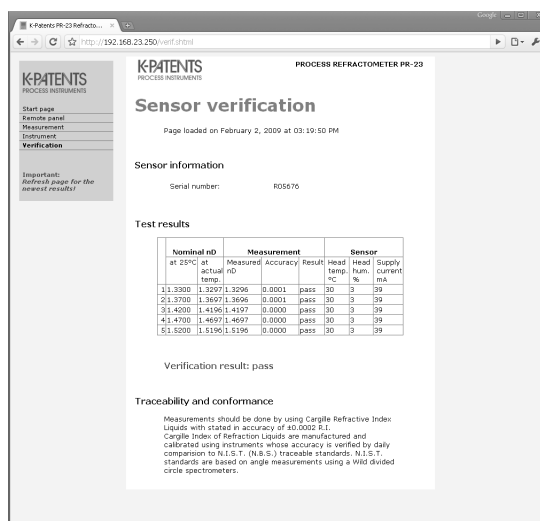 Google
K-Patents PR-23 Refracto...
http://192.168.23.250/verif.shtml
K-PATENTS
PROCESS INSTRUMENTS
Start page
Remote panel
Measurement
Instrument
Verification
Important:
Refresh page for the
newest results!
K-PATENTS
PROCESS INSTRUMENTS
PROCESS REFRACTOMETER PR-23
Sensor verification
Page loaded on February 2, 2009 at 03:19:50 PM
Sensor information
Serial number: R05676
Test results
Nominal nD Measurement Sensor
at 25°C at Measured Accuracy Result Head Head Supply
actual nD temp. hum. current
temp. °C % mA
1 1.3300 1.3297 1.3296 0.0001 pass 30 3 39
2 1.3700 1.3697 1.3696 0.0001 pass 30 3 39
3 1.4200 1.4196 1.4197 0.0000 pass 30 3 39
4 1.4700 1.4697 1.4697 0.0000 pass 30 3 39
5 1.5200 1.5196 1.5196 0.0000 pass 30 3 39
Verification result: pass
Traceability and conformance
Measurements should be done by using Cargille Refractive Index
Liquids with stated in accuracy of ±0.0002 R.I.
Cargille Index of Refraction Liquids are manufactured and
calibrated using instruments whose accuracy is verified by daily
comparision to N.I.S.T. (N.B.S.) traceable standards. N.I.S.T.
standards are based on angle measurements using a Wild divided
circle spectrometers.